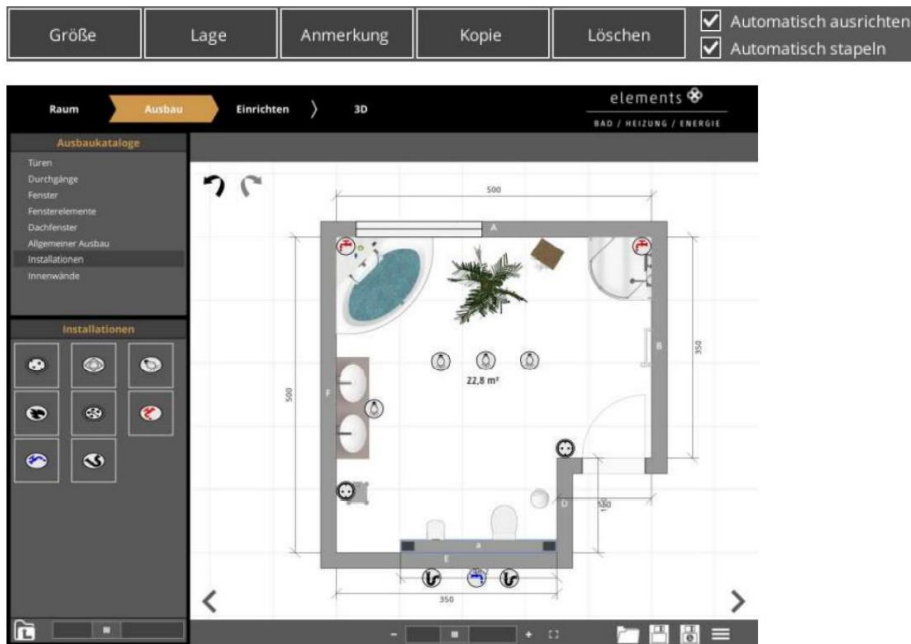 Größe Lage Anmerkung Kopie Löschen Automatisch ausrichten
Automatisch stapeln
Raum Ausbau Einrichten 3D elements
BAD / HEIZUNG / ENERGIE
Ausbaukataloge
Türen
Durchgänge
Fenster
Fensterelemente
Dachfenster
Allgemeiner Ausbau
Installationen
Innenwände
Installationen
500
A
B
350
22,8 m²
500
F
D
a
E
350